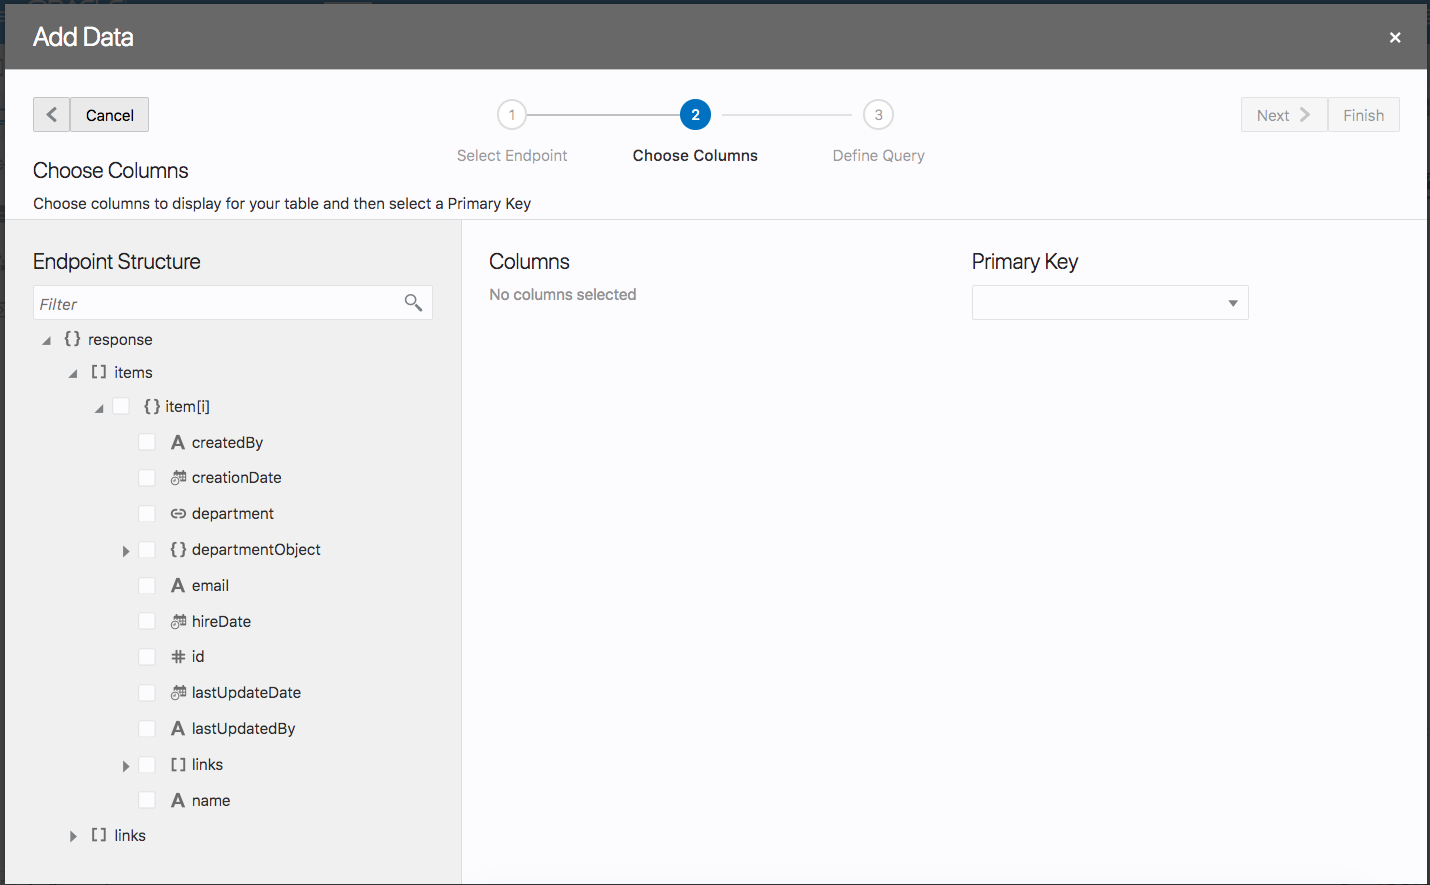 Add Data
Cancel
1
2
3
Next
Finish
Select Endpoint
Choose Columns
Define Query
Choose Columns
Choose columns to display for your table and then select a Primary Key
Endpoint Structure
Filter
{} response
[] items
{} item[i]
A createdBy
creationDate
department
{} departmentObject
A email
hireDate
# id
lastUpdateDate
A lastUpdatedBy
[] links
A name
[] links
Columns
No columns selected
Primary Key